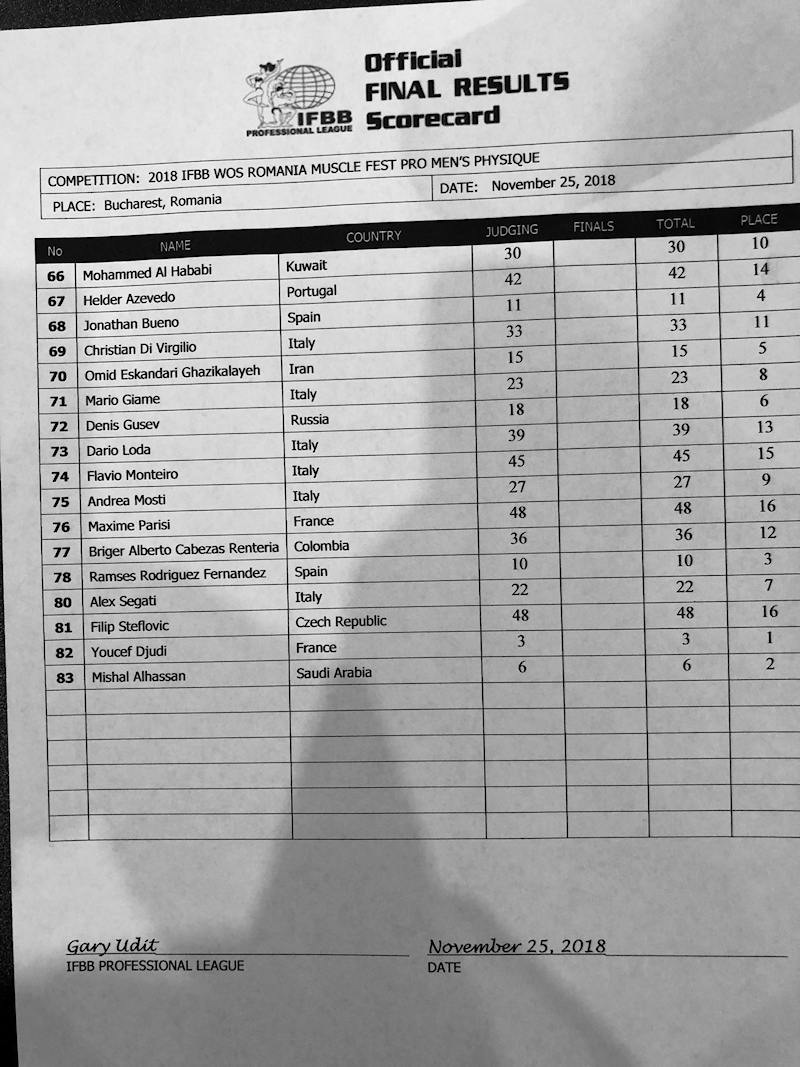 IFBB
PROFESSIONAL LEAGUE
Official
FINAL RESULTS
Scorecard
COMPETITION: 2018 IFBB WOS ROMANIA MUSCLE FEST PRO MEN'S PHYSIQUE
PLACE: Bucharest, Romania DATE: November 25, 2018
No NAME COUNTRY JUDGING FINALS TOTAL PLACE
66 Mohammed Al Hababi Kuwait 30 30 10
67 Helder Azevedo Portugal 42 42 14
68 Jonathan Bueno Spain 11 11 4
69 Christian Di Virgilio Italy 33 33 11
70 Omid Eskandari Ghazikalayeh Iran 15 15 5
71 Mario Giame Italy 23 23 8
72 Denis Gusev Russia 18 18 6
73 Dario Loda Italy 39 39 13
74 Flavio Monteiro Italy 45 45 15
75 Andrea Mosti Italy 27 27 9
76 Maxime Parisi France 48 48 16
77 Briger Alberto Cabezas Renteria Colombia 36 36 12
78 Ramses Rodriguez Fernandez Spain 10 10 3
80 Alex Segati Italy 22 22 7
81 Filip Steflovic Czech Republic 48 48 16
82 Youcef Djudi France 3 3 1
83 Mishal Alhassan Saudi Arabia 6 6 2
Gary Udit November 25, 2018
IFBB PROFESSIONAL LEAGUE DATE